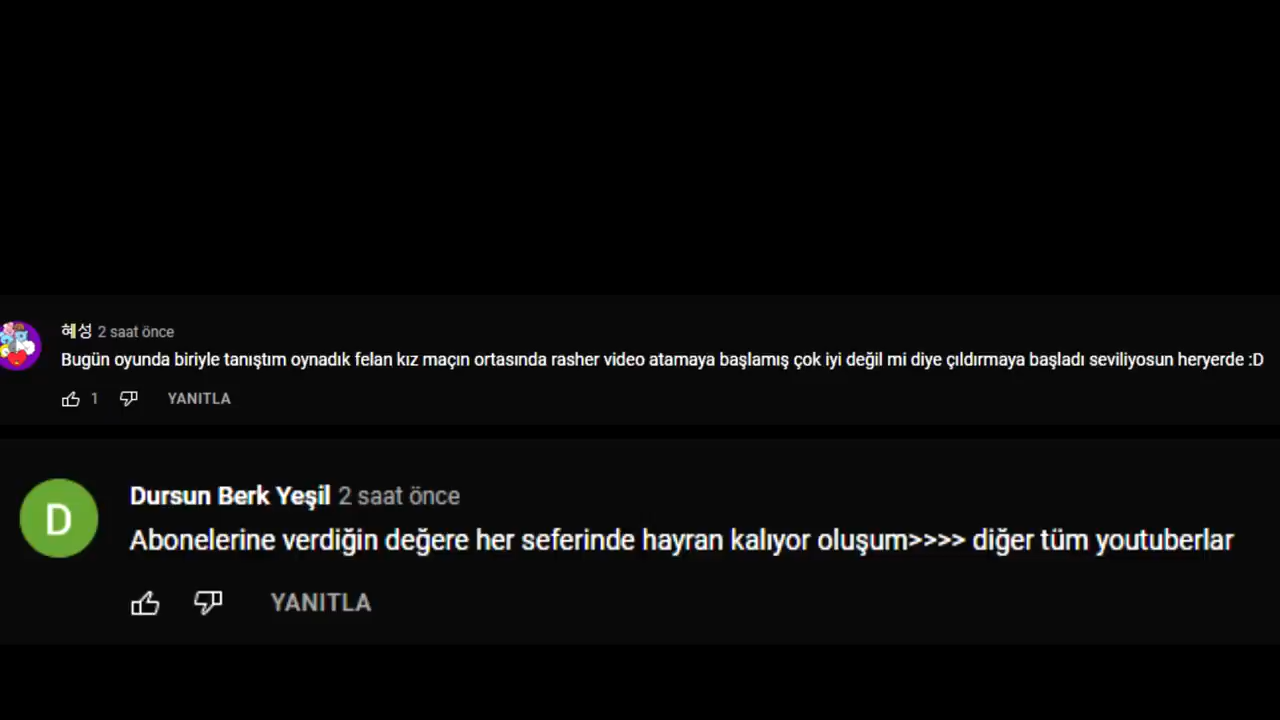 혜성 2 saat önce
Bugün oyunda biriyle tanıştım oynadık felan kız maçın ortasında rasher video atamaya başlamış çok iyi değil mi diye çıldırmaya başladı seviliyosun heryerde :D
1 YANITLA
D
Dursun Berk Yeşil 2 saat önce
Abonelerine verdiğin değere her seferinde hayran kalıyor oluşum>>>> diğer tüm youtuberlar
YANITLA